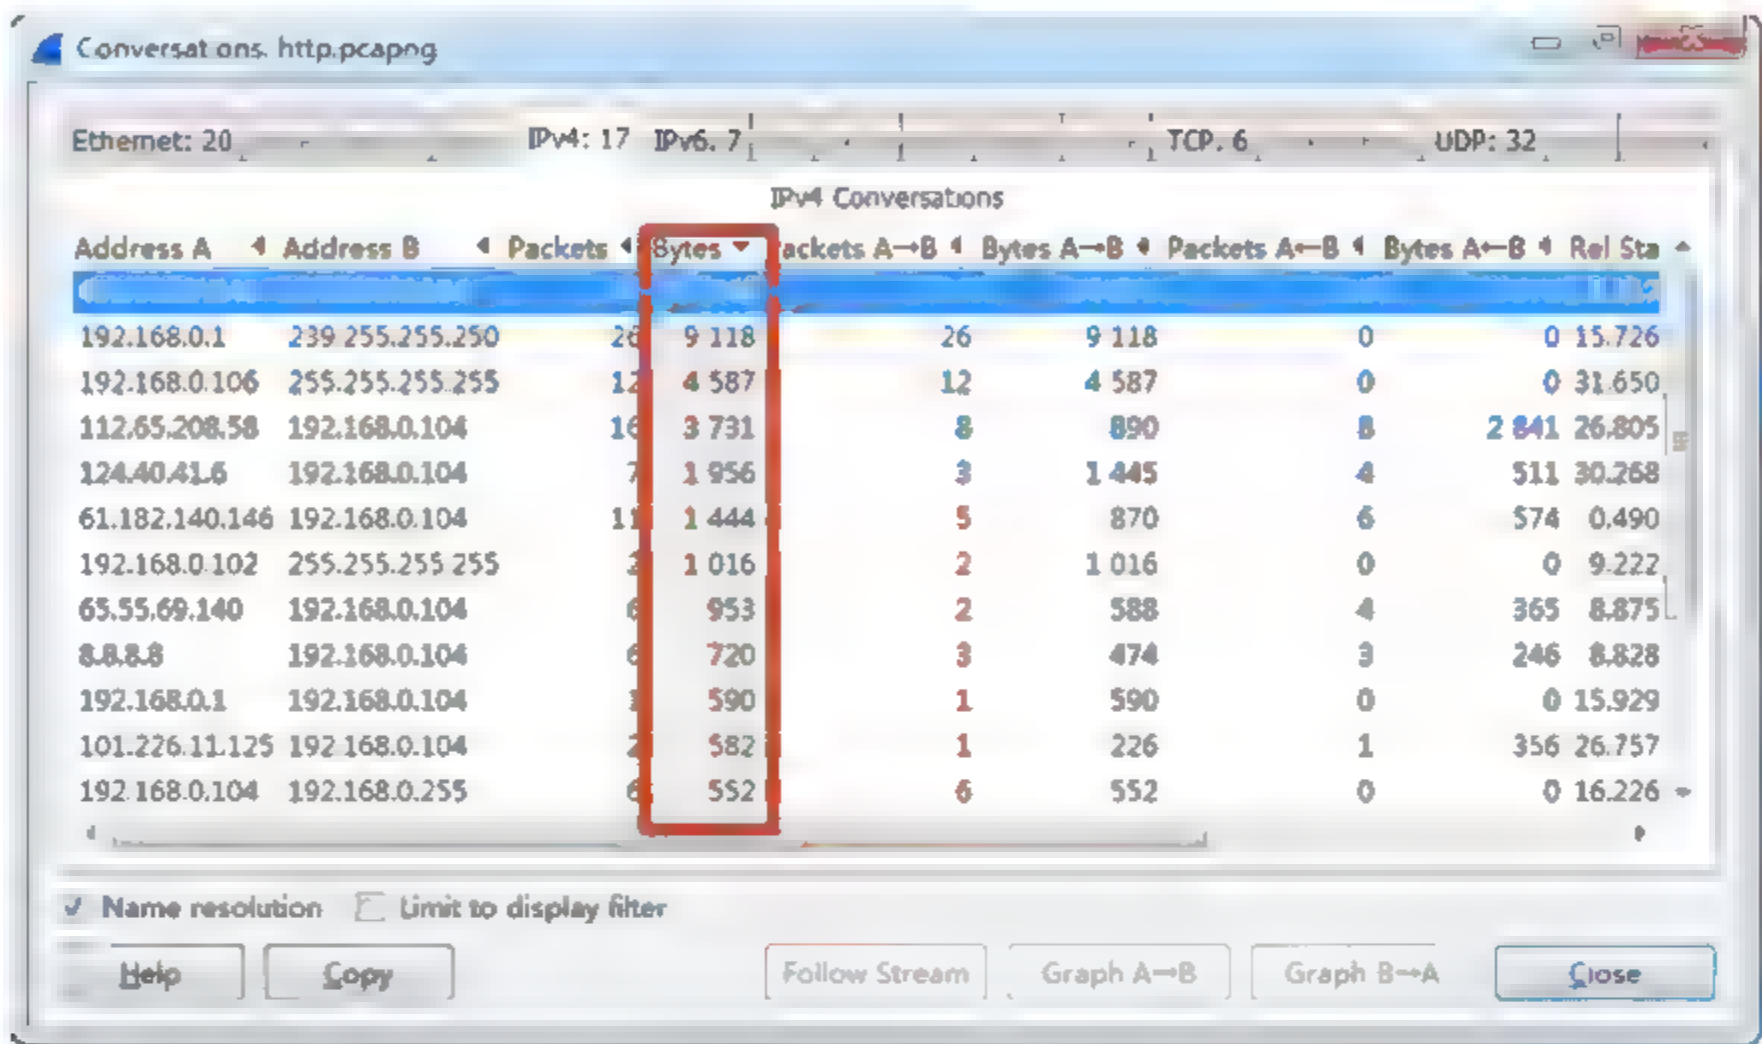 Conversat ons. http.pcapng
Ethernet: 20 IPv4: 17 IPv6. 7 TCP. 6 UDP: 32
IPv4 Conversations
Address A Address B Packets Bytes ackets A→B Bytes A→B Packets A←B Bytes A←B Rel Sta
192.168.0.1 239 255.255.250 26 9 118 26 9 118 0 0 15.726
192.168.0.106 255.255.255.255 12 4 587 12 4 587 0 0 31.650
112.65.208.58 192.168.0.104 16 3 731 8 890 8 2 841 26.805
124.40.41.6 192.168.0.104 7 1 956 3 1 445 4 511 30.268
61.182.140.146 192.168.0.104 11 1 444 5 870 6 574 0.490
192.168.0.102 255.255.255.255 2 1 016 2 1 016 0 0 9.222
65.55.69.140 192.168.0.104 6 953 2 588 4 365 8.875
8.8.8.8 192.168.0.104 6 720 3 474 3 246 8.828
192.168.0.1 192.168.0.104 1 590 1 590 0 0 15.929
101.226.11.125 192.168.0.104 2 582 1 226 1 356 26.757
192.168.0.104 192.168.0.255 6 552 6 552 0 0 16.226
Name resolution Limit to display filter
Help Copy Follow Stream Graph A→B Graph B→A Close